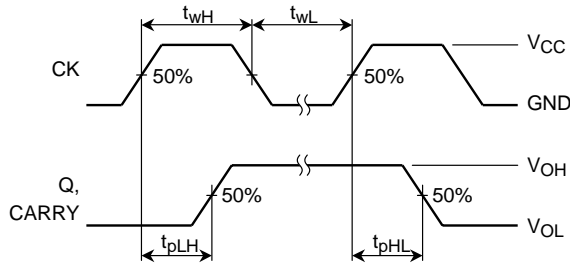 twH twL
VCC
CK 50% 50%
GND
VOH
Q,
50% 50%
CARRY
VOL
tpLH tpHL